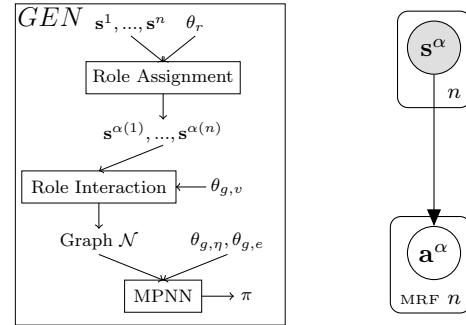 GEN
s^1, ..., s^n θ_r
Role Assignment
s^{α(1)}, ..., s^{α(n)}
Role Interaction θ_{g,v}
Graph 𝒩 θ_{g,η}, θ_{g,e}
MPNN π
s^α
n
a^α
MRF n